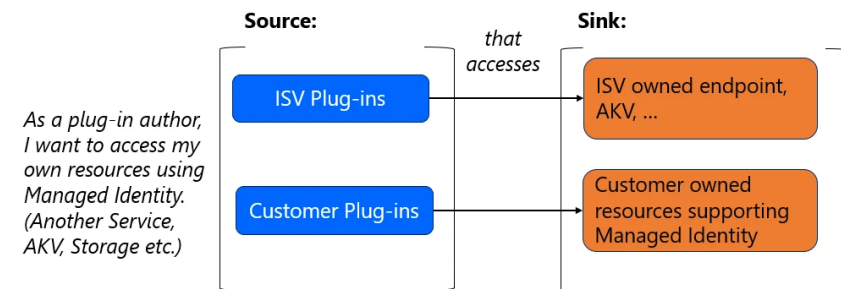 Source:
that
accesses
Sink:
As a plug-in author,
I want to access my
own resources using
Managed Identity.
(Another Service,
AKV, Storage etc.)
ISV Plug-ins
ISV owned endpoint,
AKV, ...
Customer Plug-ins
Customer owned
resources supporting
Managed Identity